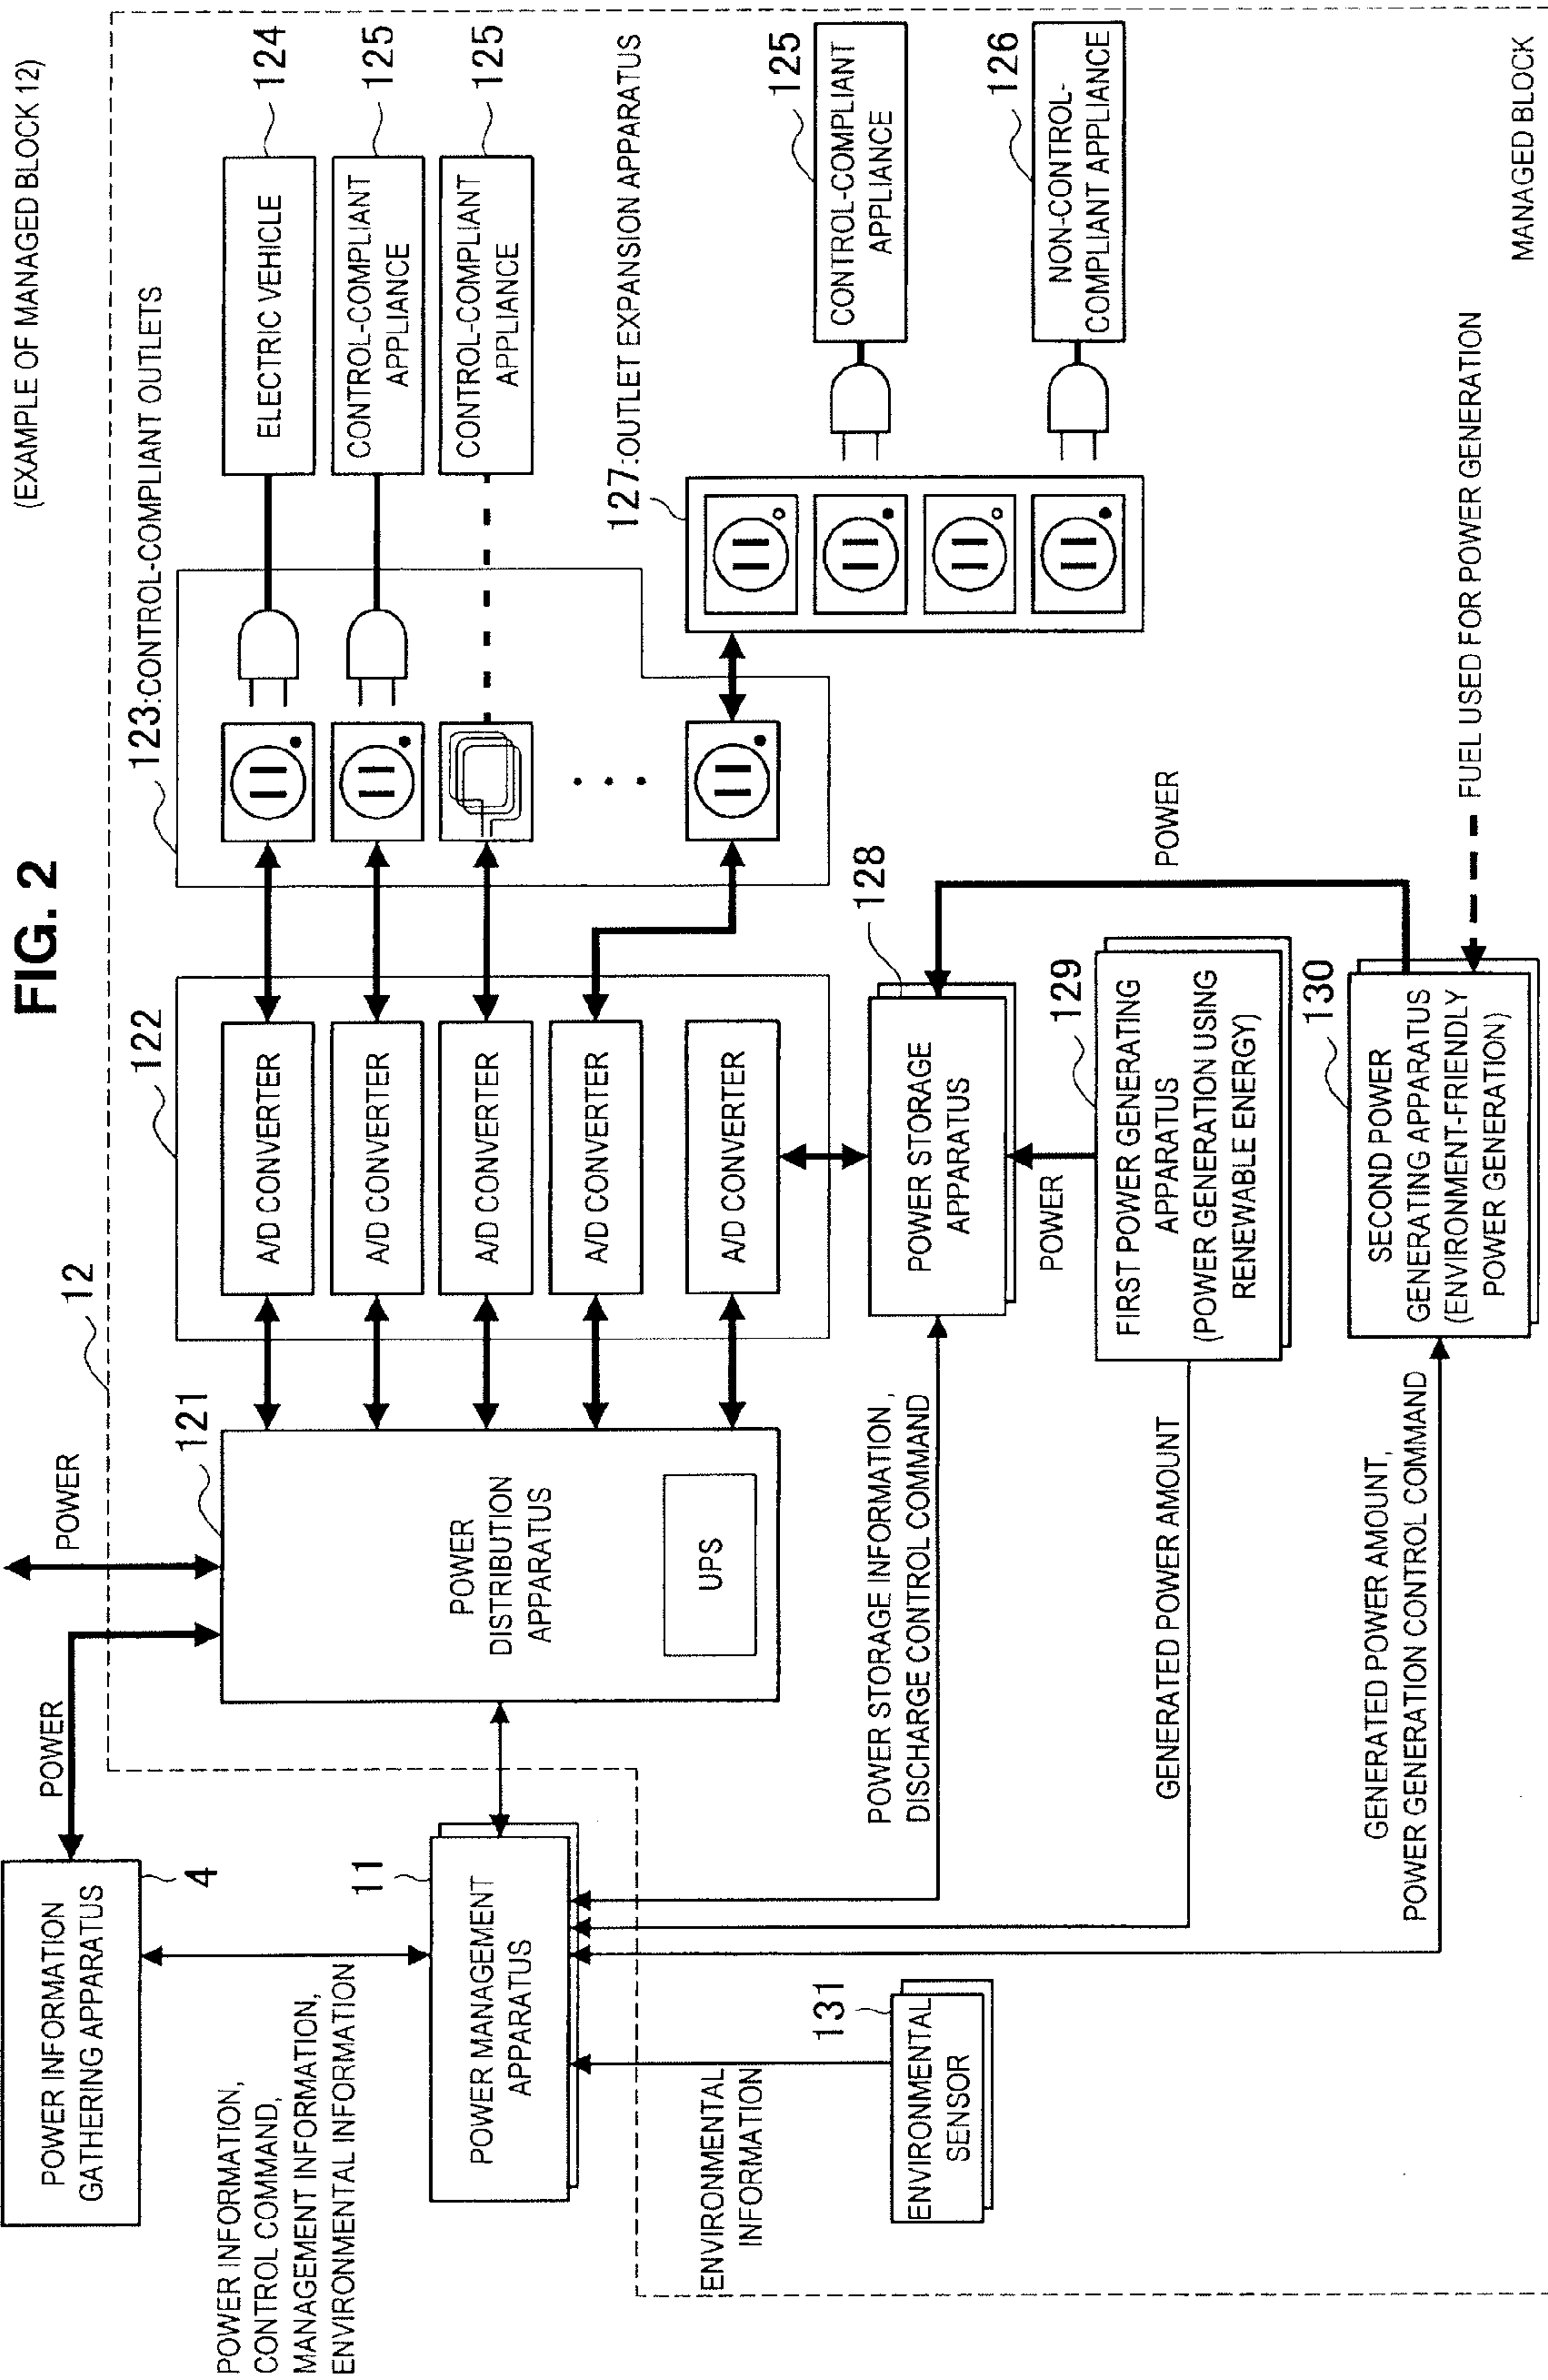 FIG. 2
(EXAMPLE OF MANAGED BLOCK 12)
POWER INFORMATION
GATHERING APPARATUS
4
POWER
POWER
12
POWER INFORMATION,
CONTROL COMMAND,
MANAGEMENT INFORMATION,
ENVIRONMENTAL INFORMATION
11
POWER MANAGEMENT
APPARATUS
121
POWER
DISTRIBUTION
APPARATUS
UPS
122
A/D CONVERTER
A/D CONVERTER
A/D CONVERTER
A/D CONVERTER
A/D CONVERTER
123:CONTROL-COMPLIANT OUTLETS
ELECTRIC VEHICLE
124
CONTROL-COMPLIANT
APPLIANCE
125
CONTROL-COMPLIANT
APPLIANCE
125
127:OUTLET EXPANSION APPARATUS
CONTROL-COMPLIANT
APPLIANCE
125
NON-CONTROL-
COMPLIANT APPLIANCE
126
ENVIRONMENTAL
INFORMATION
131
ENVIRONMENTAL
SENSOR
POWER STORAGE INFORMATION,
DISCHARGE CONTROL COMMAND
128
POWER STORAGE
APPARATUS
POWER
POWER
GENERATED POWER AMOUNT
129
FIRST POWER GENERATING
APPARATUS
(POWER GENERATION USING
RENEWABLE ENERGY)
GENERATED POWER AMOUNT,
POWER GENERATION CONTROL COMMAND
130
SECOND POWER
GENERATING APPARATUS
(ENVIRONMENT-FRIENDLY
POWER GENERATION)
FUEL USED FOR POWER GENERATION
MANAGED BLOCK